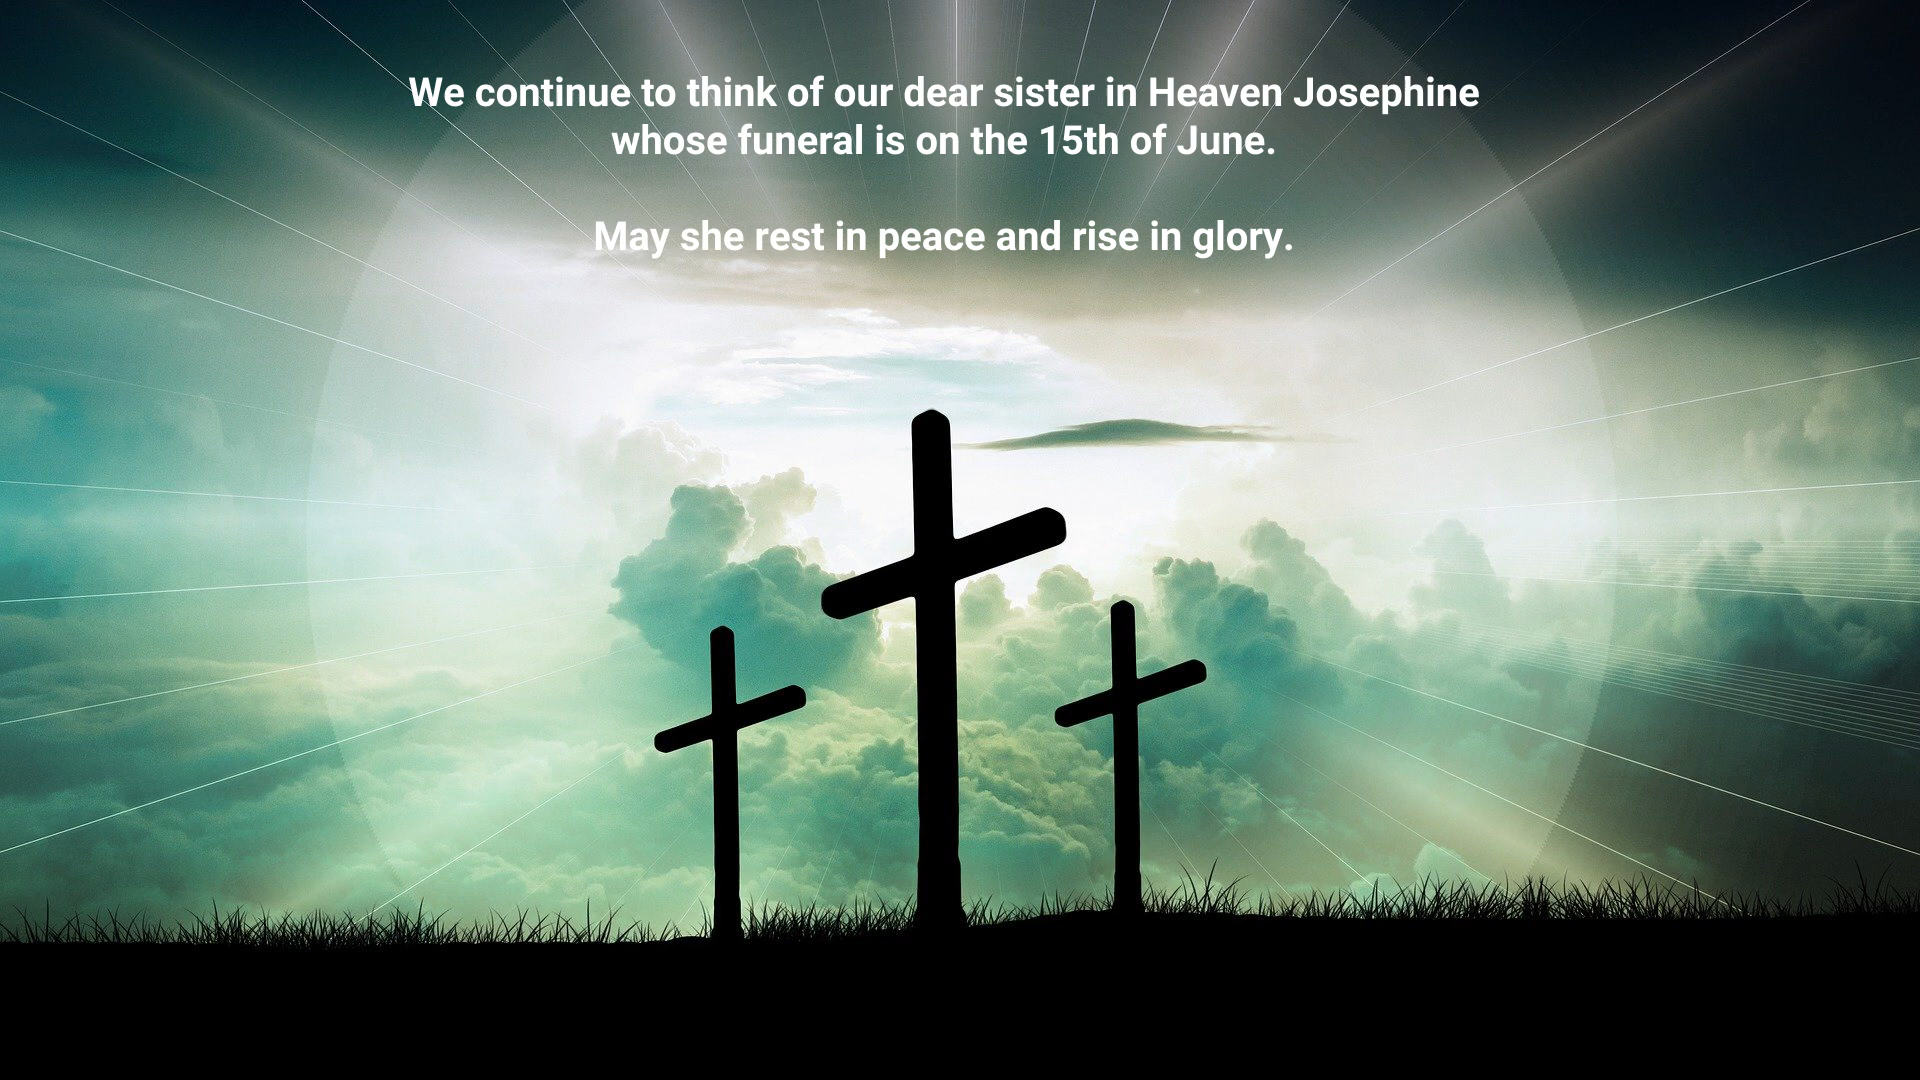 We continue to think of our dear sister in Heaven Josephine
whose funeral is on the 15th of June.
May she rest in peace and rise in glory.